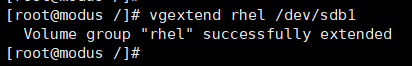 [root@modus /]# vgextend rhel /dev/sdb1
  Volume group "rhel" successfully extended
[root@modus /]#